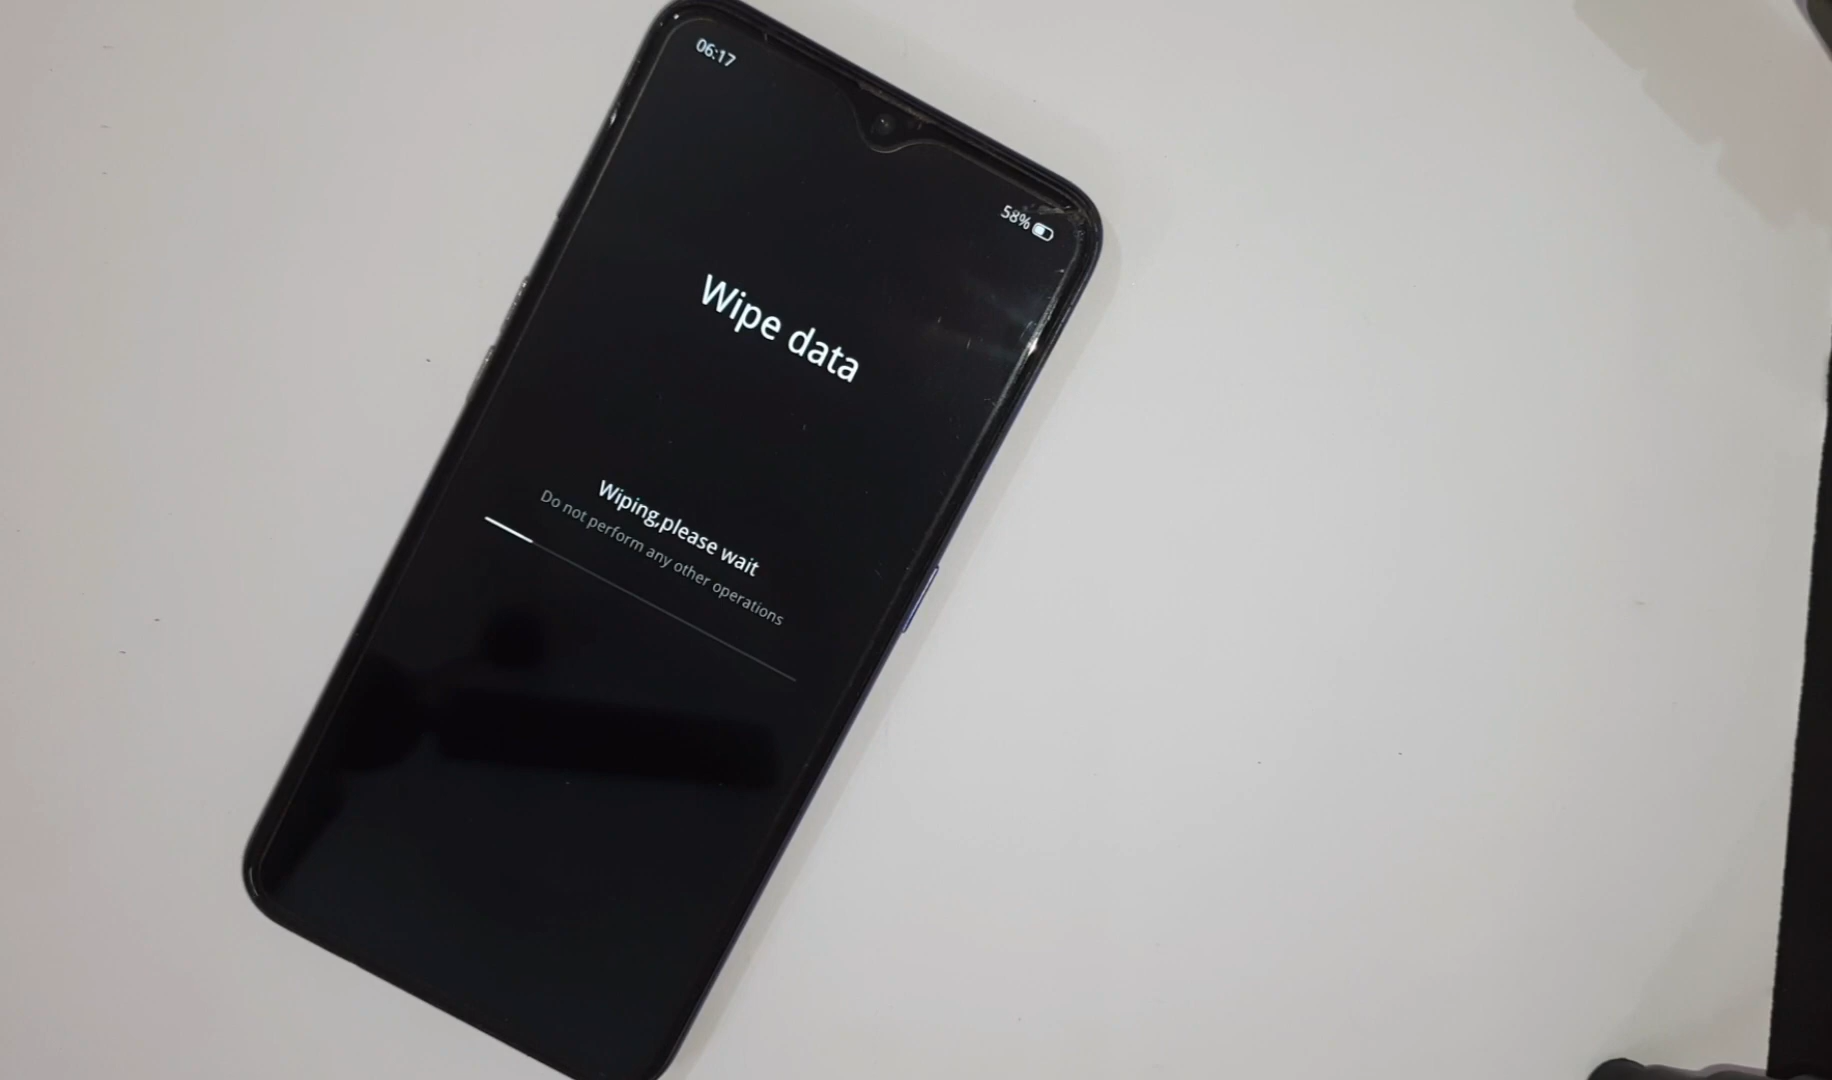 06:17
58%
Wipe data
Wiping,please wait
Do not perform any other operations